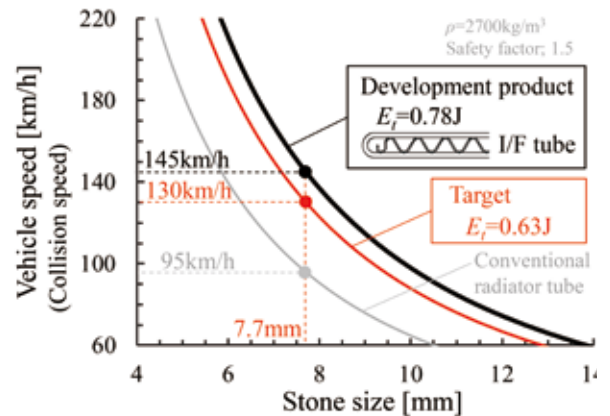 ρ=2700kg/m³
Safety factor; 1.5
Development product
Eₜ=0.78J
I/F tube
145km/h
130km/h
95km/h
7.7mm
Target
Eₜ=0.63J
Conventional
radiator tube
220
180
140
100
60
4
6
8
10
12
14
Vehicle speed [km/h]
(Collision speed)
Stone size [mm]